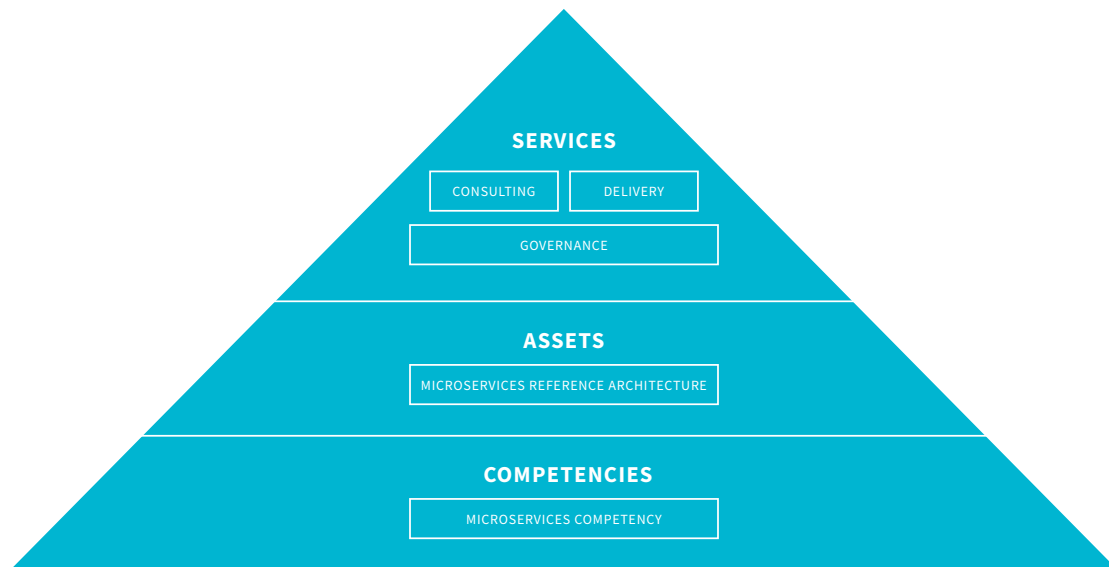 SERVICES
CONSULTING DELIVERY
GOVERNANCE
ASSETS
MICROSERVICES REFERENCE ARCHITECTURE
COMPETENCIES
MICROSERVICES COMPETENCY